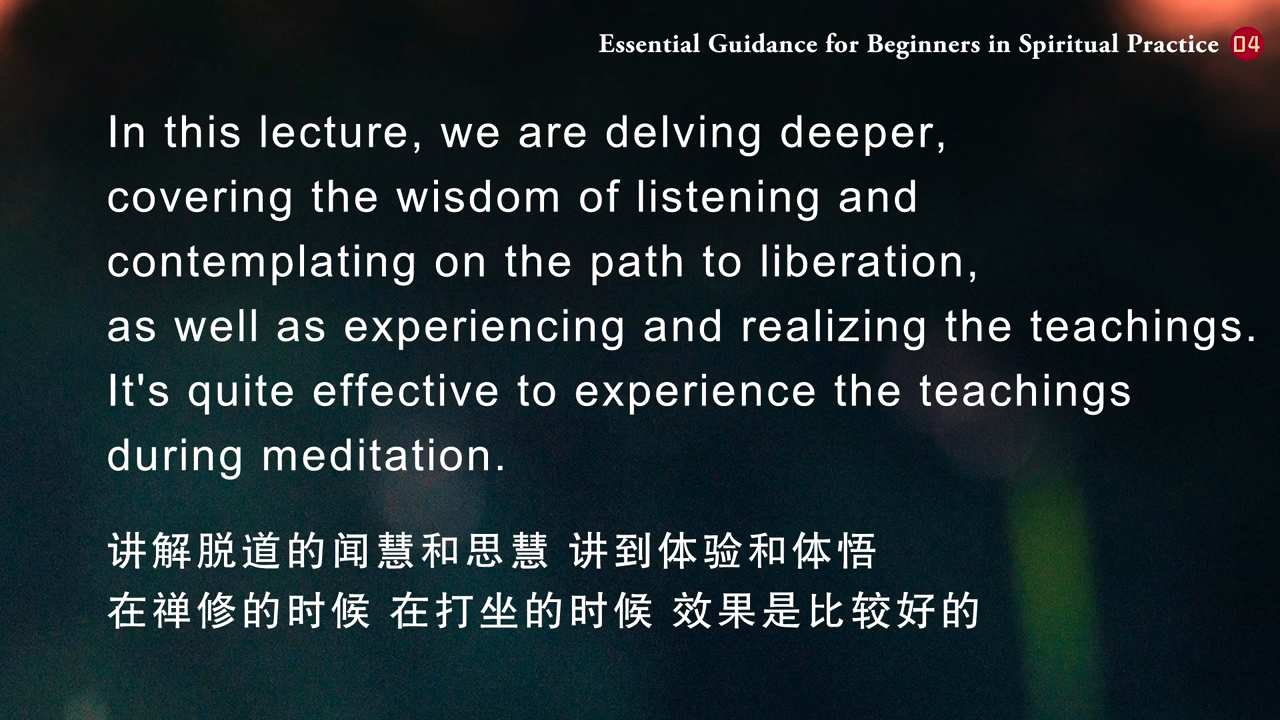 Essential Guidance for Beginners in Spiritual Practice 04
In this lecture, we are delving deeper,
covering the wisdom of listening and
contemplating on the path to liberation,
as well as experiencing and realizing the teachings.
It's quite effective to experience the teachings
during meditation.
讲解脱道的闻慧和思慧 讲到体验和体悟
在禅修的时候 在打坐的时候 效果是比较好的